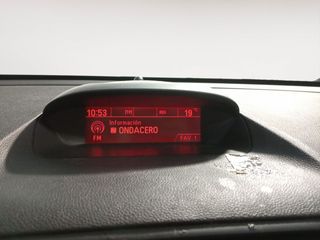 10:53 19
Información
ONDACERO
FM FAV 1